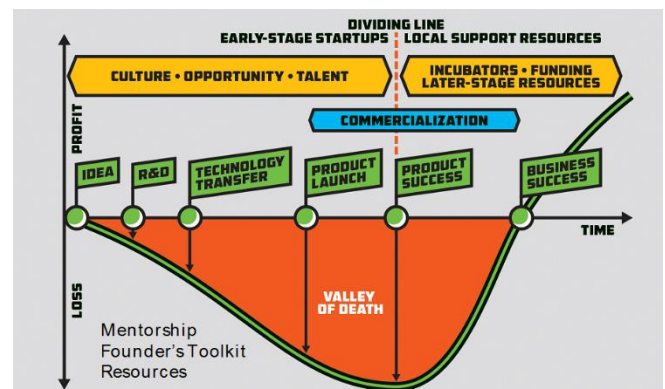 DIVIDING LINE
EARLY-STAGE STARTUPS LOCAL SUPPORT RESOURCES
CULTURE • OPPORTUNITY • TALENT
INCUBATORS • FUNDING
LATER-STAGE RESOURCES
COMMERCIALIZATION
PROFIT
IDEA
R&D
TECHNOLOGY
TRANSFER
PRODUCT
LAUNCH
PRODUCT
SUCCESS
BUSINESS
SUCCESS
TIME
LOSS
VALLEY
OF DEATH
Mentorship
Founder's Toolkit
Resources